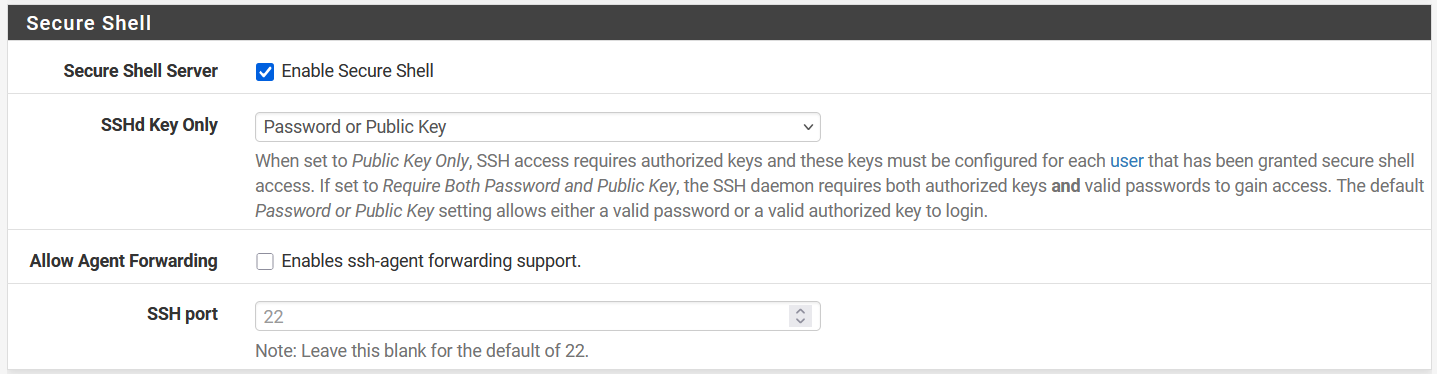 Secure Shell
Secure Shell Server
Enable Secure Shell
SSHd Key Only
Password or Public Key
When set to Public Key Only, SSH access requires authorized keys and these keys must be configured for each user that has been granted secure shell
access. If set to Require Both Password and Public Key, the SSH daemon requires both authorized keys and valid passwords to gain access. The default
Password or Public Key setting allows either a valid password or a valid authorized key to login.
Allow Agent Forwarding
Enables ssh-agent forwarding support.
SSH port
22
Note: Leave this blank for the default of 22.